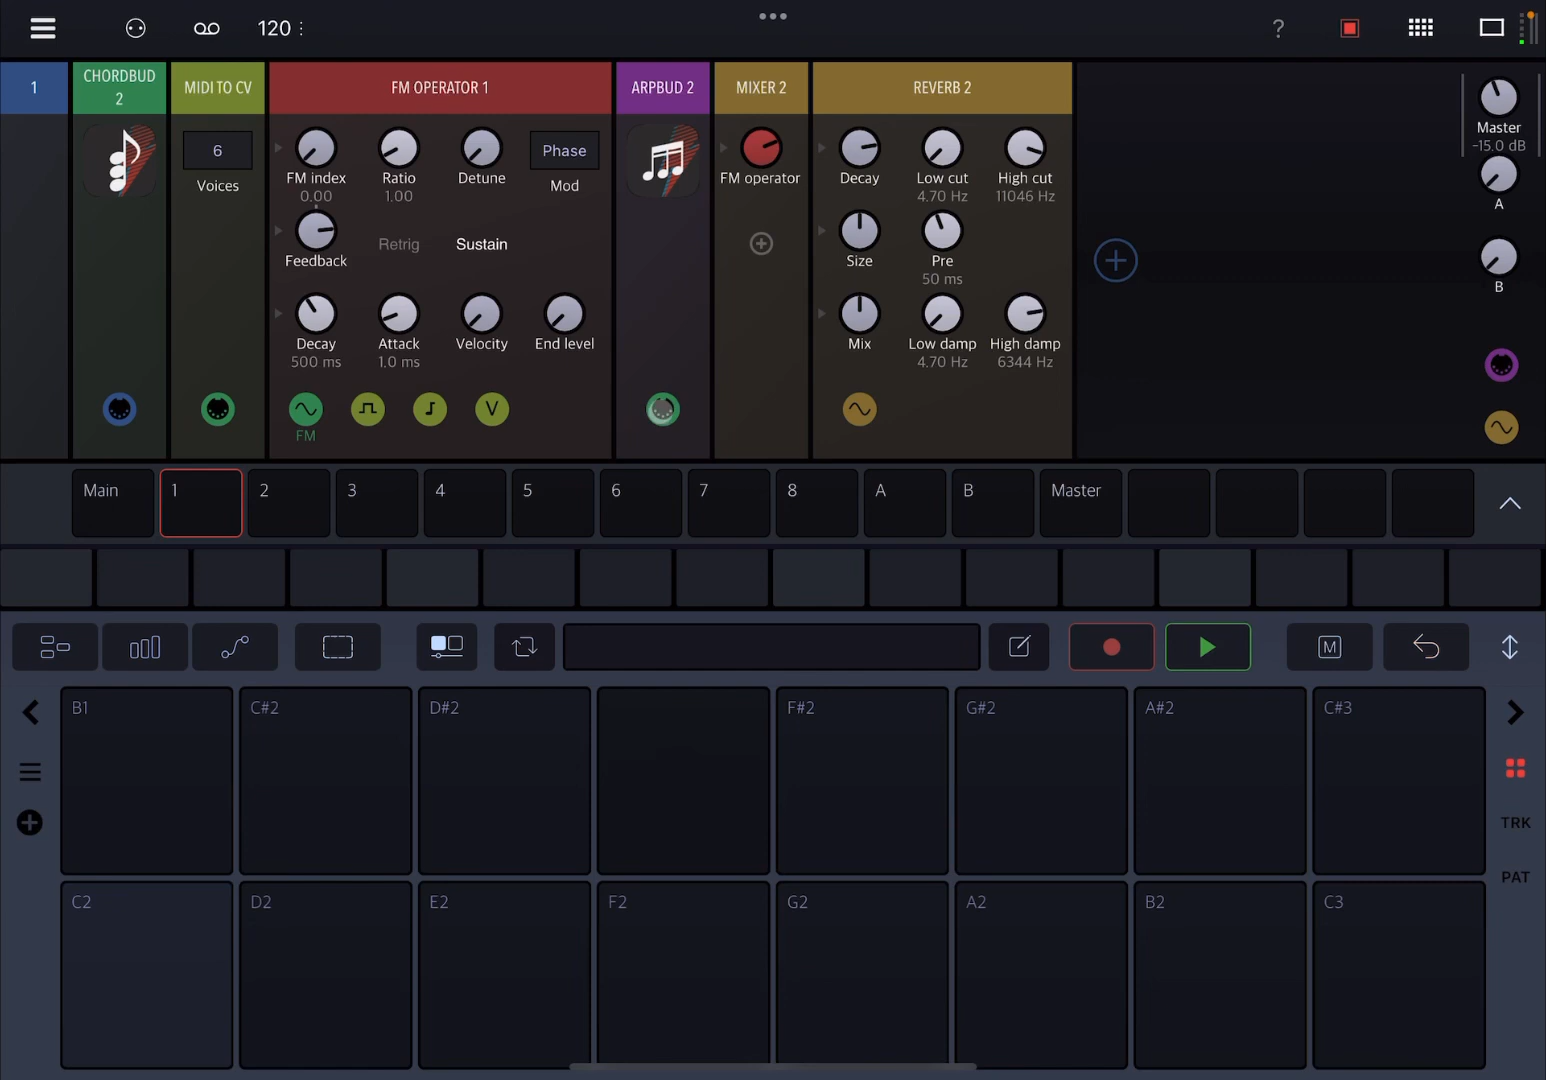 120
?
1
CHORDBUD
2
MIDI TO CV
FM OPERATOR 1
ARPBUD 2
MIXER 2
REVERB 2
6
Voices
FM index
0.00
Ratio
1.00
Detune
Phase
Mod
Feedback
Retrig
Sustain
Decay
500 ms
Attack
1.0 ms
Velocity
End level
FM
V
FM operator
Decay
Low cut
4.70 Hz
High cut
11046 Hz
Size
Pre
50 ms
Mix
Low damp
4.70 Hz
High damp
6344 Hz
Master
-15.0 dB
A
B
Main
1
2
3
4
5
6
7
8
A
B
Master
M
B1
C#2
D#2
F#2
G#2
A#2
C#3
TRK
PAT
C2
D2
E2
F2
G2
A2
B2
C3